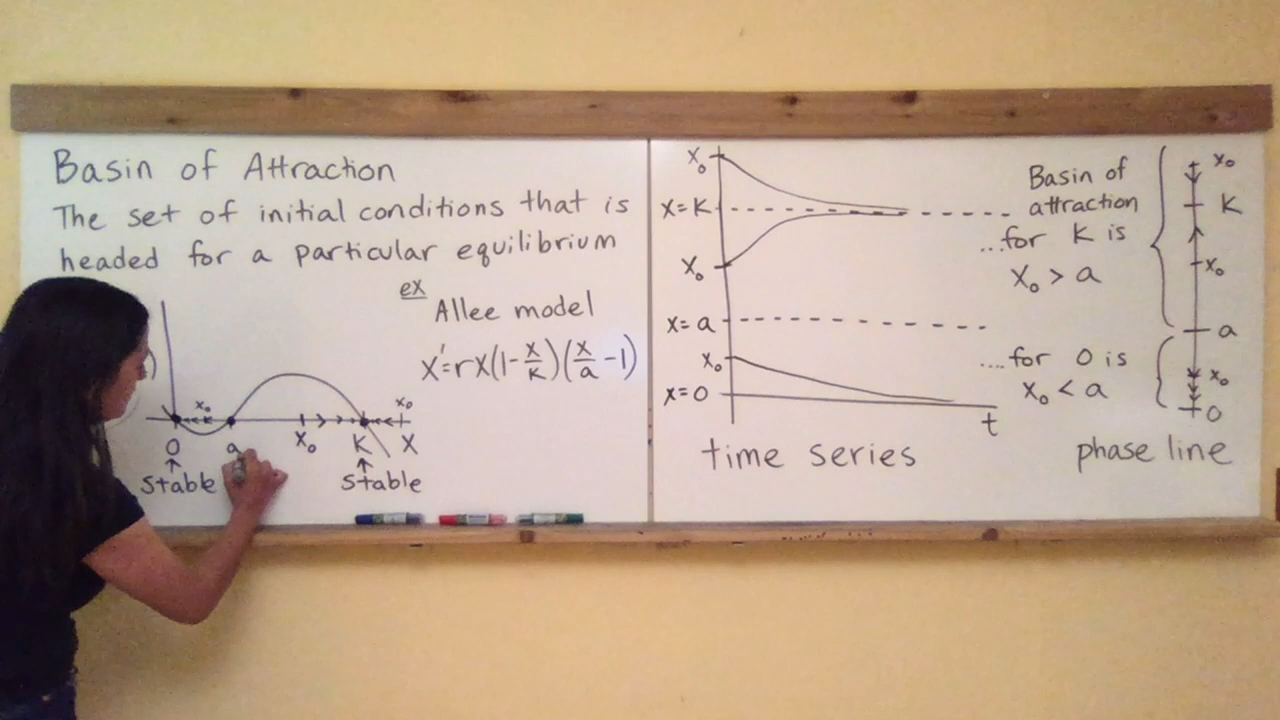 Basin of Attraction
The set of initial conditions that is
headed for a particular equilibrium
ex
Allee model
x' = rx(1-x/K)(x/a -1)
)
x₀
x₀
0
a
x₀
K
X
↑
↑
stable
stable
x₀
x=K
x₀
x=a
x₀
x=0
t
time series
Basin of
attraction
...for K is
x₀ > a
....for 0 is
x₀ < a
x₀
K
x₀
a
x₀
0
phase line